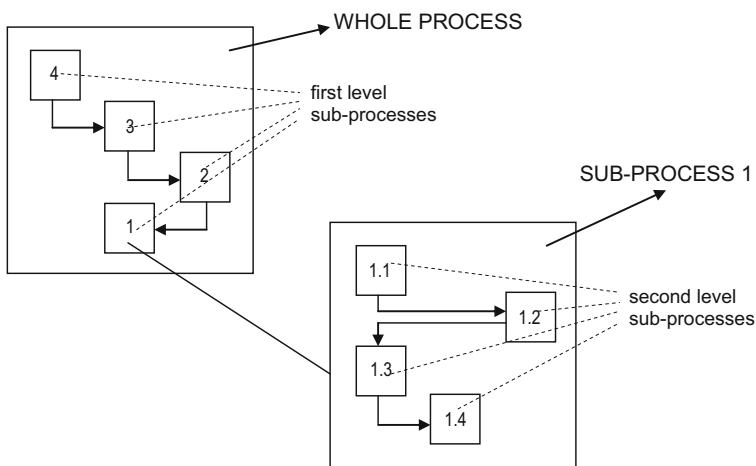 WHOLE PROCESS
4
first level
sub-processes
3
2
1
SUB-PROCESS 1
1.1
second level
sub-processes
1.2
1.3
1.4